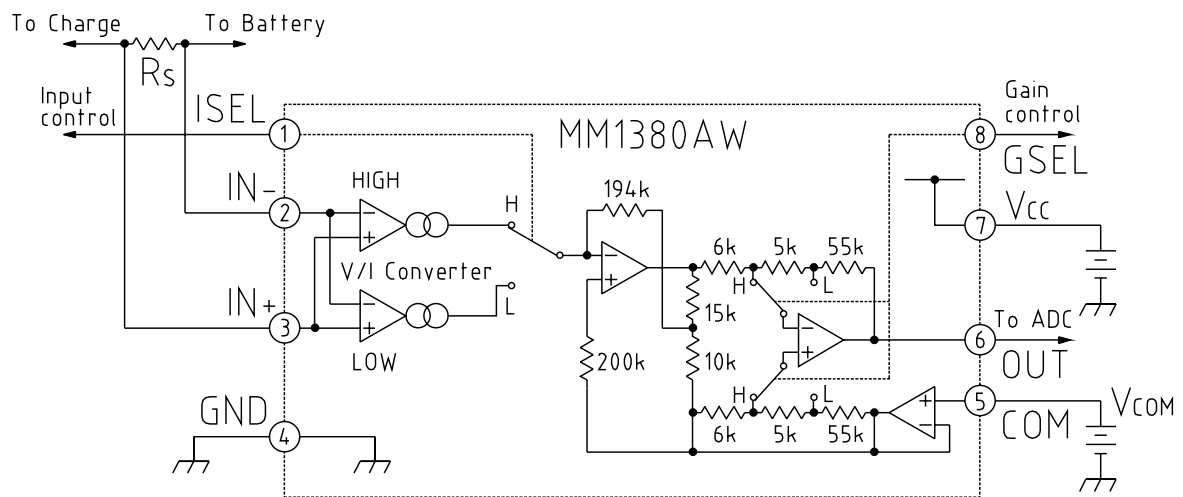 To Charge
To Battery
Rs
Input
control
ISEL
1
MM1380AW
Gain
control
8
GSEL
IN-
2
HIGH
-
+
H
194k
-
+
VCC
7
V/I Converter
L
6k
5k
55k
H
L
15k
IN+
3
-
+
LOW
200k
10k
-
+
To ADC
6
OUT
H
L
6k
5k
55k
+
-
5
COM
VCOM
GND
4